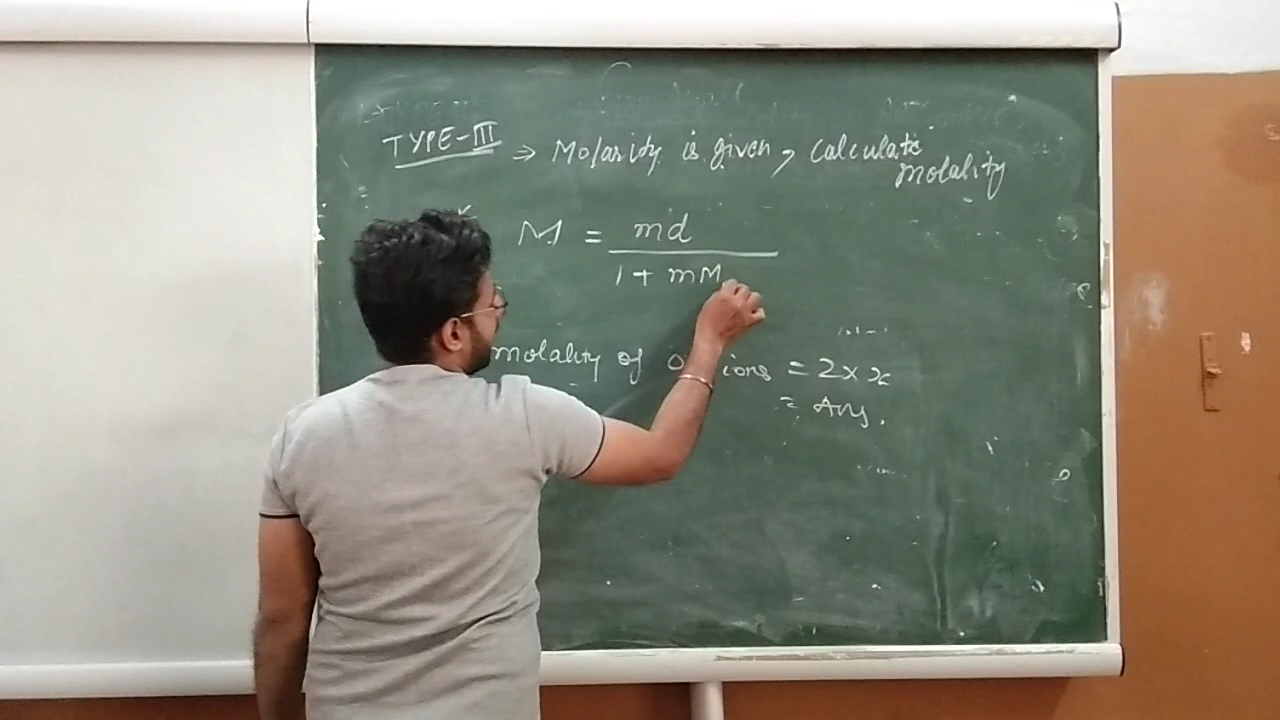 TYPE-III ⇒ Molarity is given, calculate
molality
M = md
1 + mM
molality of ions = 2 x x
= Ans.